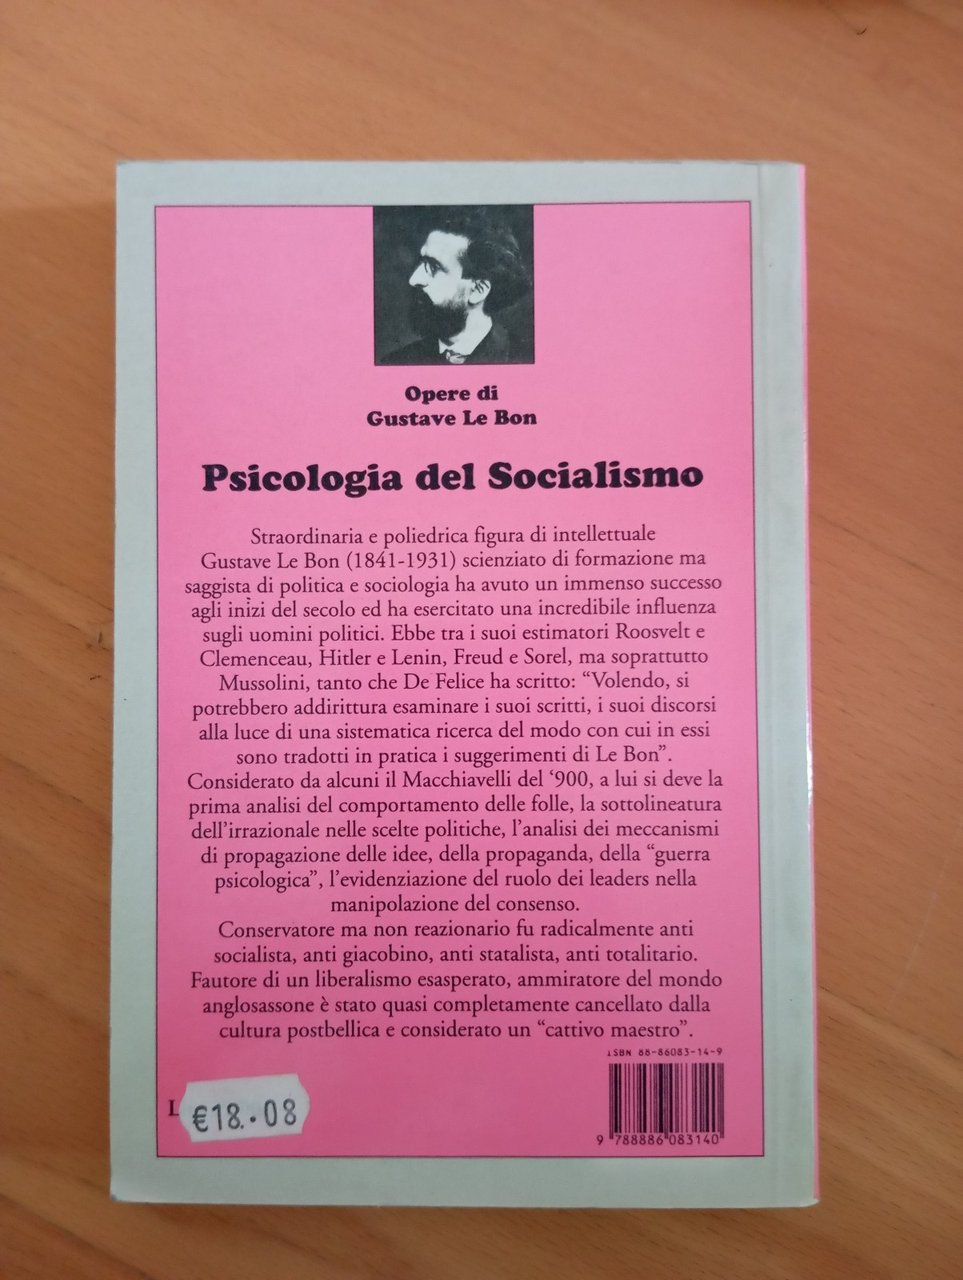 Opere di
Gustave Le Bon
Psicologia del Socialismo
Straordinaria e poliedrica figura di intellettuale
Gustave Le Bon (1841-1931) scienziato di formazione ma
saggista di politica e sociologia ha avuto un immenso successo
agli inizi del secolo ed ha esercitato una incredibile influenza
sugli uomini politici. Ebbe tra i suoi estimatori Roosvelt e
Clemenceau, Hitler e Lenin, Freud e Sorel, ma soprattutto
Mussolini, tanto che De Felice ha scritto: “Volendo, si
potrebbero addirittura esaminare i suoi scritti, i suoi discorsi
alla luce di una sistematica ricerca del modo con cui in essi
sono tradotti in pratica i suggerimenti di Le Bon”.
Considerato da alcuni il Macchiavelli del ‘900, a lui si deve la
prima analisi del comportamento delle folle, la sottolineatura
dell’irrazionale nelle scelte politiche, l’analisi dei meccanismi
di propagazione delle idee, della propaganda, della “guerra
psicologica”, l’evidenziazione del ruolo dei leaders nella
manipolazione del consenso.
Conservatore ma non reazionario fu radicalmente anti
socialista, anti giacobino, anti statalista, anti totalitario.
Fautore di un liberalismo esasperato, ammiratore del mondo
anglosassone è stato quasi completamente cancellato dalla
cultura postbellica e considerato un “cattivo maestro”.
ISBN 88-86083-14-9
L
€18.08
9 788886 083140